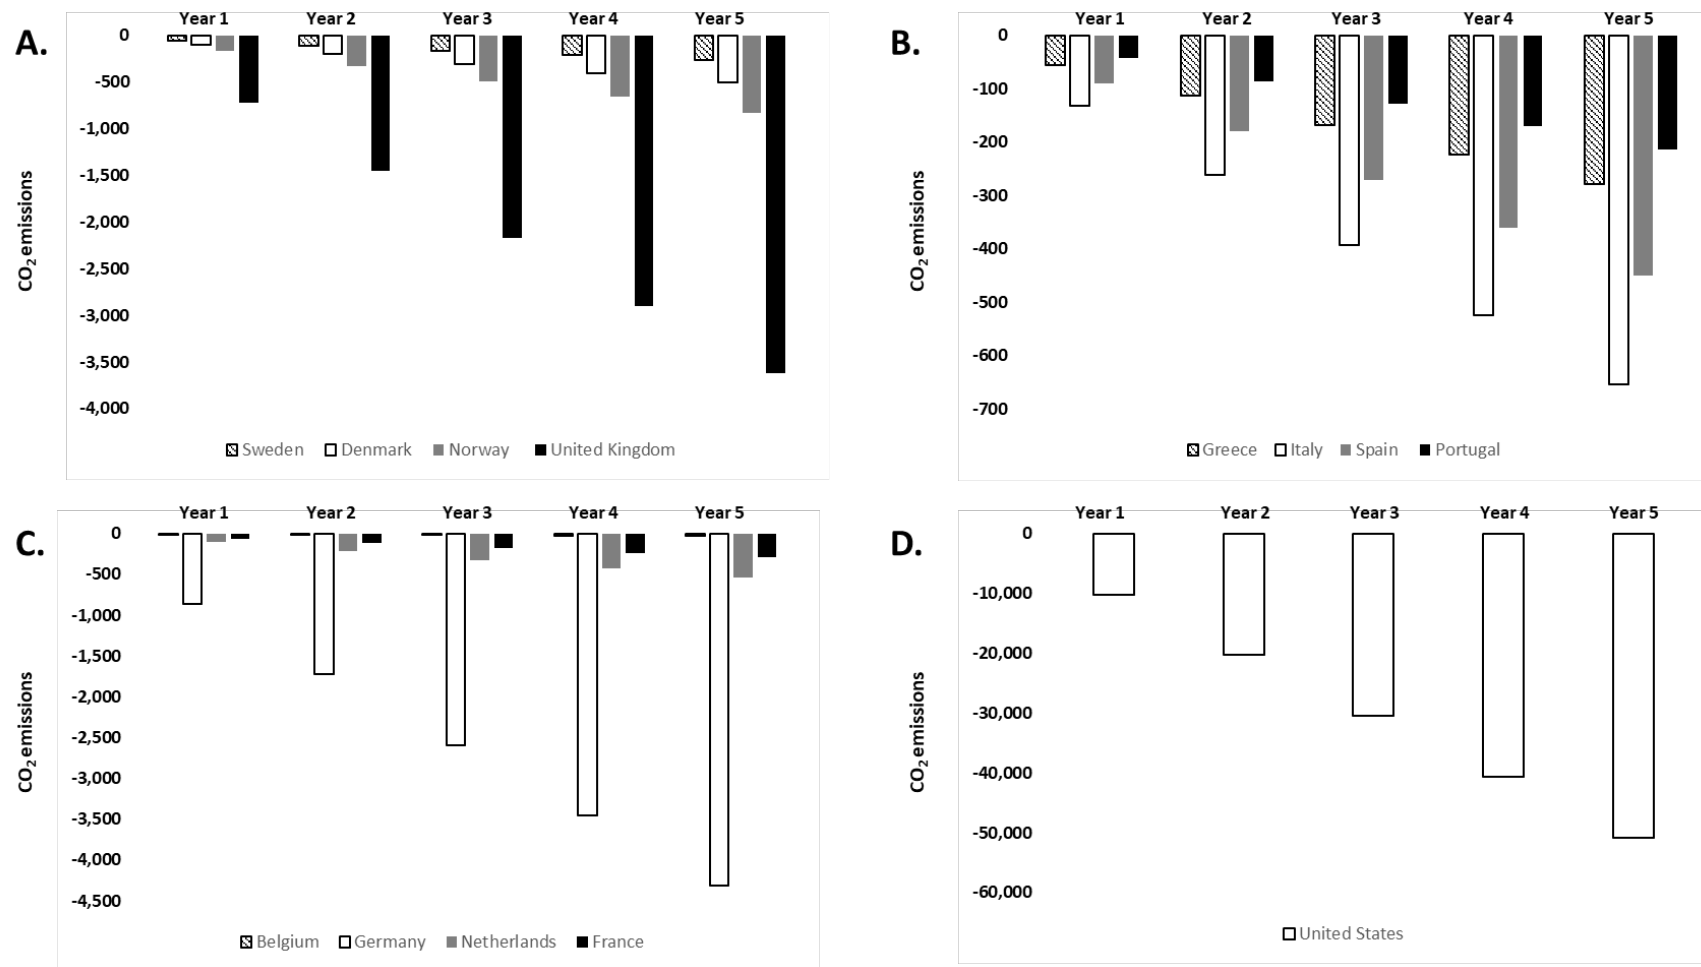 A.
Year 1 Year 2 Year 3 Year 4 Year 5
0
-500
-1,000
-1,500
-2,000
-2,500
-3,000
-3,500
-4,000
CO2 emissions
Sweden Denmark Norway United Kingdom
B.
Year 1 Year 2 Year 3 Year 4 Year 5
0
-100
-200
-300
-400
-500
-600
-700
CO2 emissions
Greece Italy Spain Portugal
C.
Year 1 Year 2 Year 3 Year 4 Year 5
0
-500
-1,000
-1,500
-2,000
-2,500
-3,000
-3,500
-4,000
-4,500
CO2 emissions
Belgium Germany Netherlands France
D.
Year 1 Year 2 Year 3 Year 4 Year 5
0
-10,000
-20,000
-30,000
-40,000
-50,000
-60,000
CO2 emissions
United States